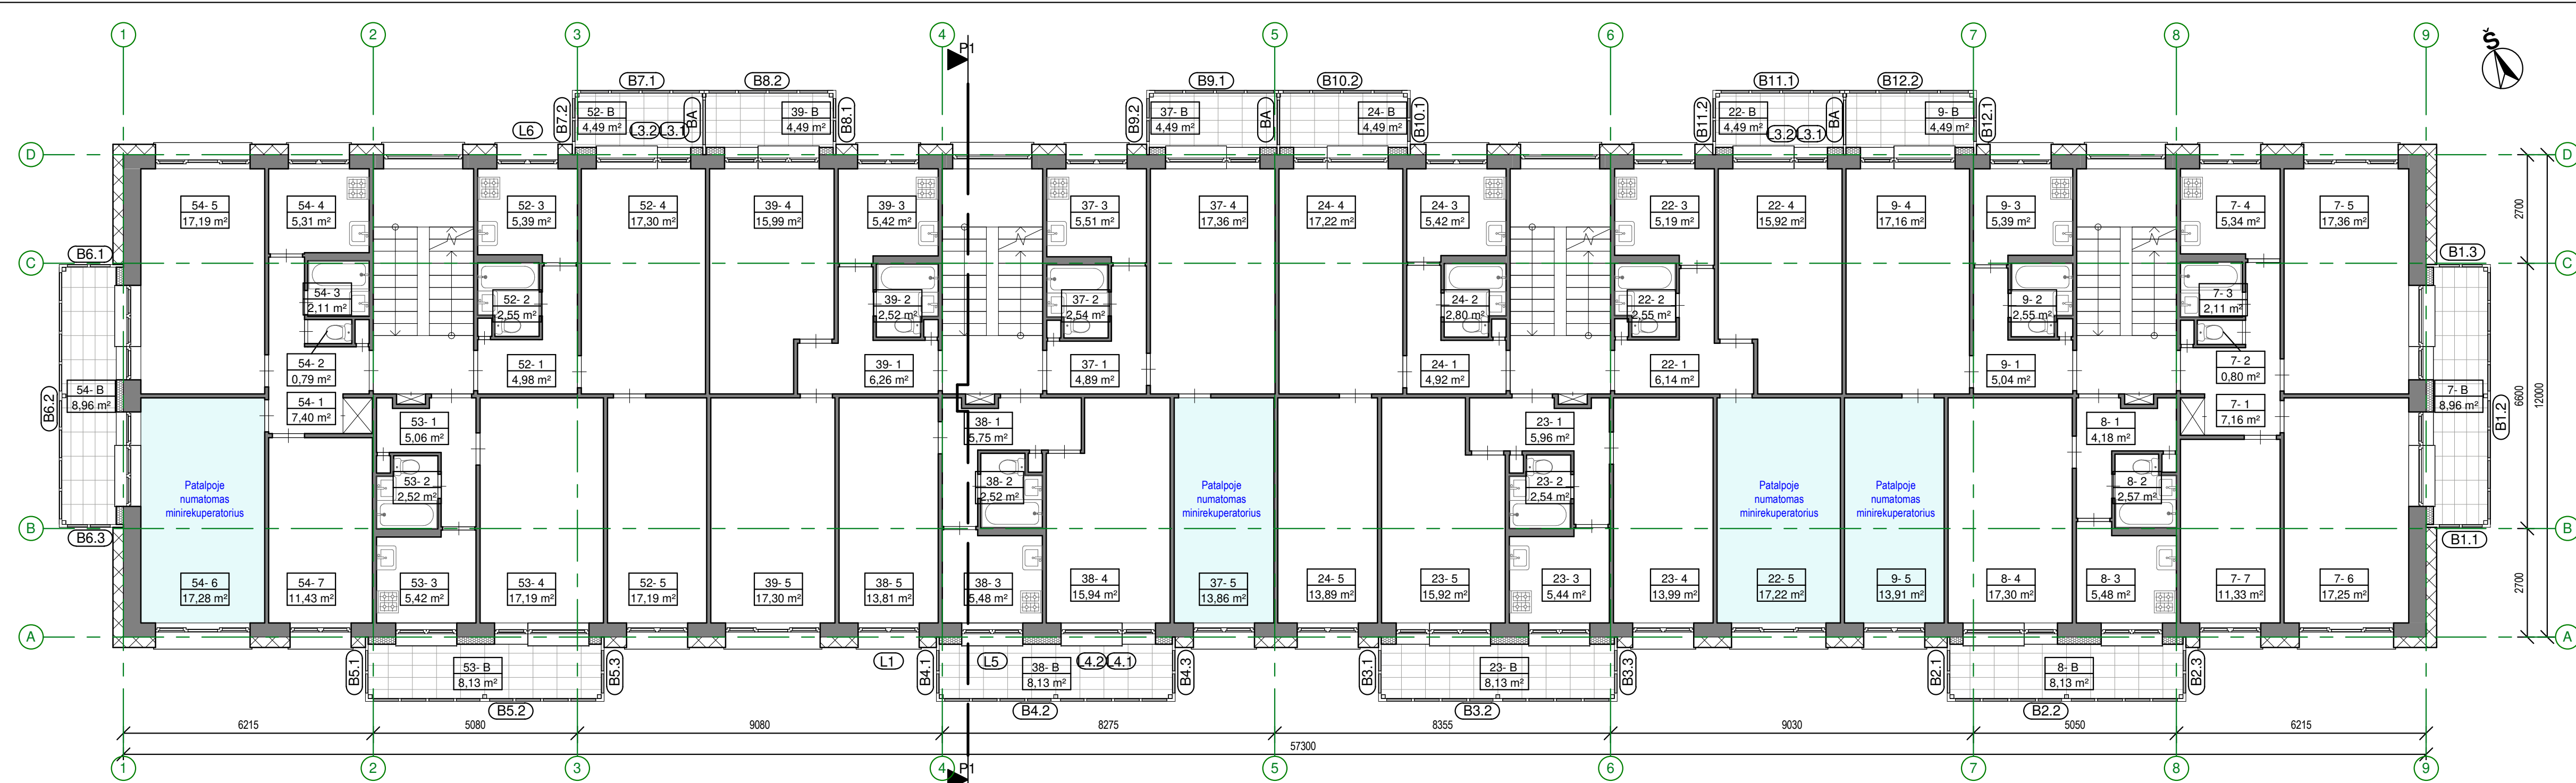 1 2 3 4 5 6 7 8 9
P1
Š
B7.1 B8.2 B9.1 B10.2 B11.1 B12.2
B7.2 52- B BA 39- B B8.1 B9.2 37- B BA 24- B B10.1 B11.2 22- B BA 9- B B12.1
4,49 m² 4,49 m² 4,49 m² 4,49 m² 4,49 m² 4,49 m²
L6 L3.2 L3.1 L3.2 L3.1
D D
54- 5 54- 4 52- 3 52- 4 39- 4 39- 3 37- 3 37- 4 24- 4 24- 3 22- 3 22- 4 9- 4 9- 3 7- 4 7- 5
17,19 m² 5,31 m² 5,39 m² 17,30 m² 15,99 m² 5,42 m² 5,51 m² 17,36 m² 17,22 m² 5,42 m² 5,19 m² 15,92 m² 17,16 m² 5,39 m² 5,34 m² 17,36 m²
2700
B6.1 B1.3
C C
54- 3 52- 2 39- 2 37- 2 24- 2 22- 2 9- 2 7- 3
2,11 m² 2,55 m² 2,52 m² 2,54 m² 2,80 m² 2,55 m² 2,55 m² 2,11 m²
54- 2 52- 1 39- 1 37- 1 24- 1 22- 1 9- 1 7- 2
0,79 m² 4,98 m² 6,26 m² 4,89 m² 4,92 m² 6,14 m² 5,04 m² 0,80 m²
B6.2 54- B 7- B B1.2 6600 12000
8,96 m² 8,96 m²
54- 1 7- 1
7,40 m² 7,16 m²
53- 1 38- 1 23- 1 8- 1
5,06 m² 5,75 m² 5,96 m² 4,18 m²
53- 2 38- 2 23- 2 8- 2
2,52 m² 2,52 m² 2,54 m² 2,57 m²
Patalpoje Patalpoje Patalpoje Patalpoje
numatomas numatomas numatomas numatomas
minirekuperatorius minirekuperatorius minirekuperatorius minirekuperatorius
B B
B6.3 B1.1
54- 6 54- 7 53- 3 53- 4 52- 5 39- 5 38- 5 38- 3 38- 4 37- 5 24- 5 23- 5 23- 3 23- 4 22- 5 9- 5 8- 4 8- 3 7- 7 7- 6
17,28 m² 11,43 m² 5,42 m² 17,19 m² 17,19 m² 17,30 m² 13,81 m² 5,48 m² 15,94 m² 13,86 m² 13,89 m² 15,92 m² 5,44 m² 13,99 m² 17,22 m² 13,91 m² 17,30 m² 5,48 m² 11,33 m² 17,25 m²
2700
A A
B5.1 53- B B5.3 L1 B4.1 L5 38- B L4.2 L4.1 B4.3 B3.1 23- B B3.3 B2.1 8- B B2.3
8,13 m² 8,13 m² 8,13 m² 8,13 m²
B5.2 B4.2 B3.2 B2.2
6215 5080 9080 8275 8355 9030 5050 6215
57300
1 2 3 4 5 6 7 8 9
P1